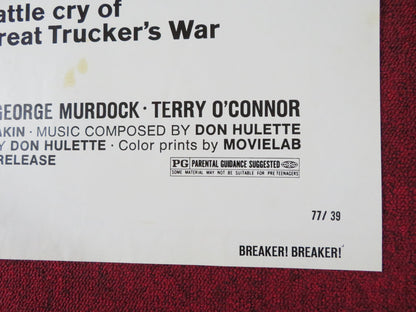 attle cry of
reat Trucker's War
GEORGE MURDOCK · TERRY O'CONNOR
AKIN · MUSIC COMPOSED BY DON HULETTE
Y DON HULETTE · Color prints by MOVIELAB
RELEASE
PG PARENTAL GUIDANCE SUGGESTED
SOME MATERIAL MAY NOT BE SUITABLE FOR PRE-TEENAGERS
77/39
BREAKER! BREAKER!